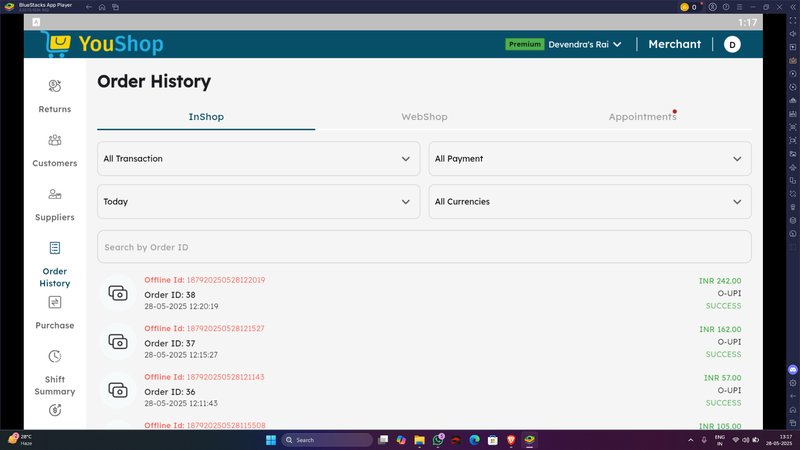 BlueStacks App Player
0
1:17
YouShop
Premium Devendra's Rai
Merchant
D
Order History
InShop
WebShop
Appointments
Returns
Customers
Suppliers
Order
History
Purchase
Shift
Summary
All Transaction
All Payment
Today
All Currencies
Search by Order ID
Offline Id: 187920250528122019
INR 242.00
Order ID: 38
O-UPI
28-05-2025 12:20:19
SUCCESS
Offline Id: 187920250528121527
INR 162.00
Order ID: 37
O-UPI
28-05-2025 12:15:27
SUCCESS
Offline Id: 187920250528121143
INR 57.00
Order ID: 36
O-UPI
28-05-2025 12:11:43
SUCCESS
Offline Id: 187920250528115508
INR 105.00
28°C
Haze
Search
ENG
IN
13:17
28-05-2025